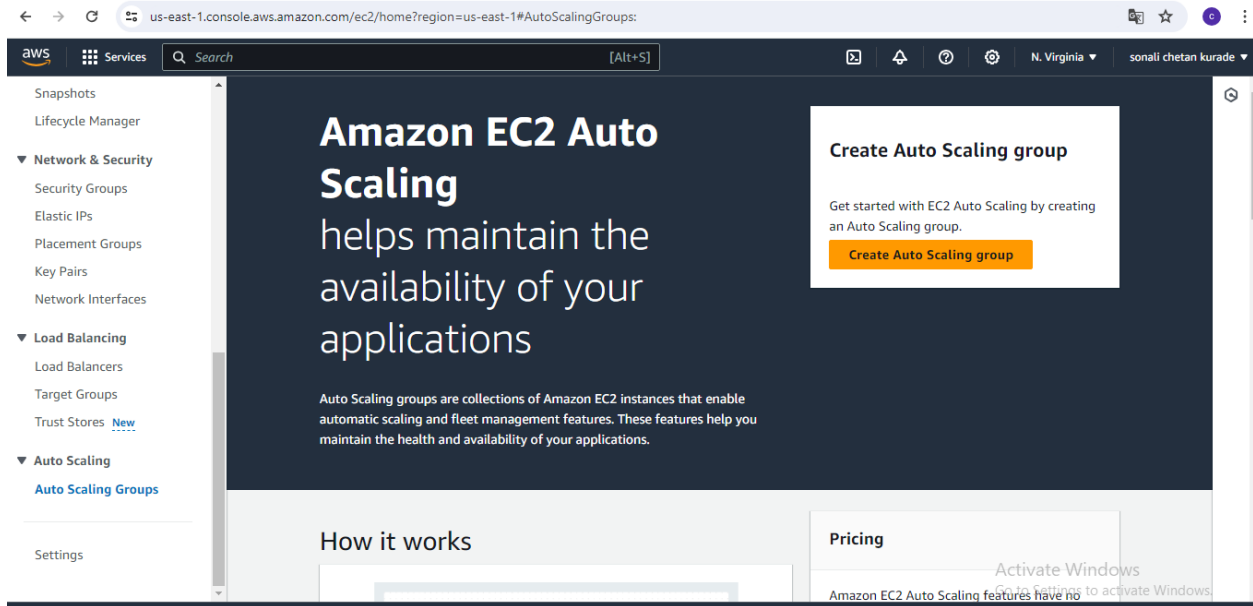 us-east-1.console.aws.amazon.com/ec2/home?region=us-east-1#AutoScalingGroups:
c
aws
Services
Search
[Alt+S]
N. Virginia ▼
sonali chetan kurade ▼
Snapshots
Lifecycle Manager
▼ Network & Security
Security Groups
Elastic IPs
Placement Groups
Key Pairs
Network Interfaces
▼ Load Balancing
Load Balancers
Target Groups
Trust Stores New
▼ Auto Scaling
Auto Scaling Groups
Settings
Amazon EC2 Auto
Scaling
helps maintain the
availability of your
applications
Auto Scaling groups are collections of Amazon EC2 instances that enable
automatic scaling and fleet management features. These features help you
maintain the health and availability of your applications.
Create Auto Scaling group
Get started with EC2 Auto Scaling by creating
an Auto Scaling group.
Create Auto Scaling group
How it works
Pricing
Amazon EC2 Auto Scaling features have no
Activate Windows
Go to Settings to activate Windows.